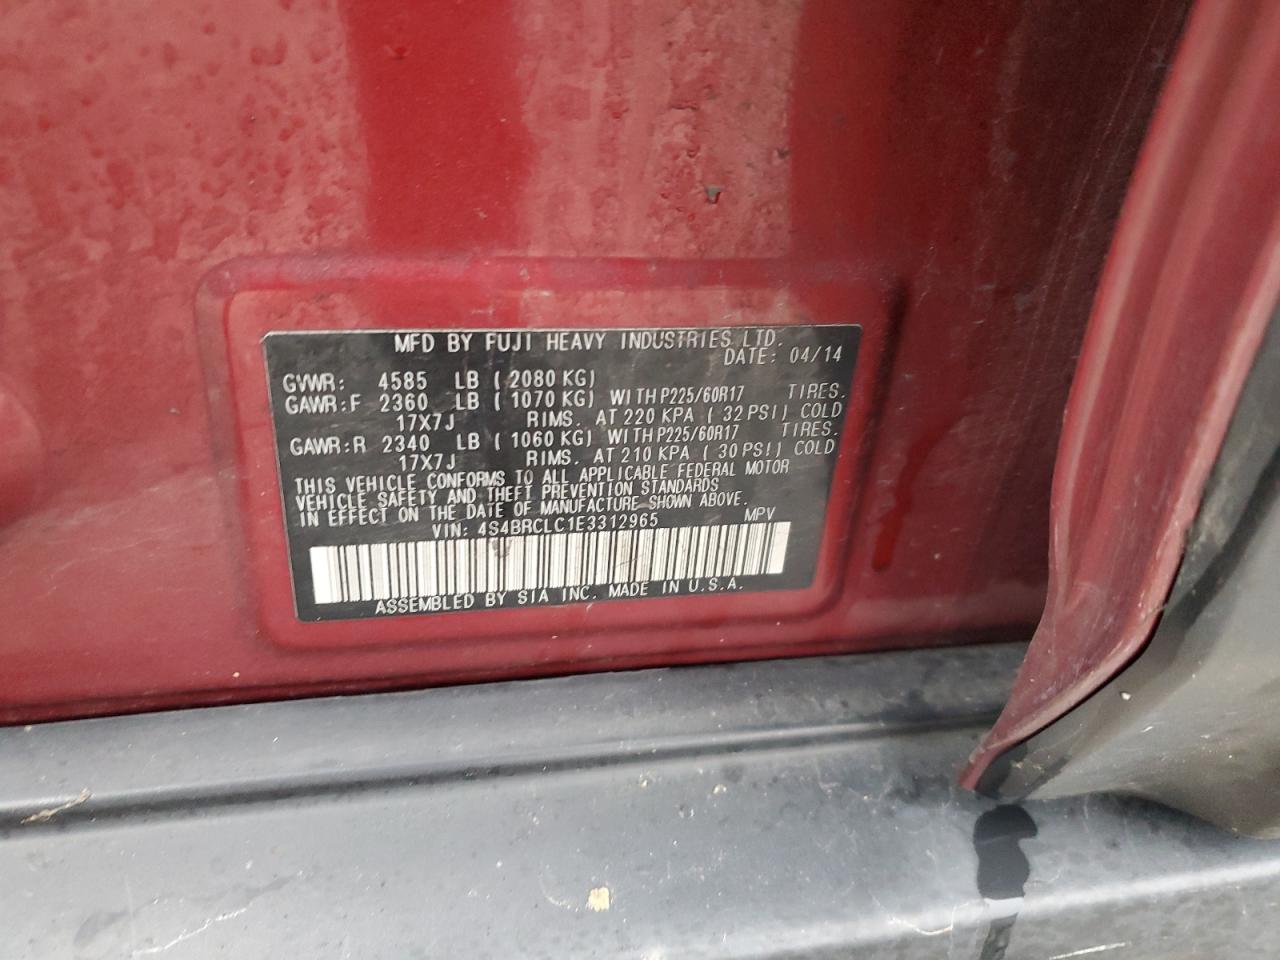 MFD BY FUJI HEAVY INDUSTRIES LTD.
DATE: 04/14
GVWR: 4585 LB ( 2080 KG)
GAWR:F 2360 LB ( 1070 KG) WITH P225/60R17 TIRES.
17X7J RIMS. AT 220 KPA ( 32 PSI) COLD
GAWR:R 2340 LB ( 1060 KG) WITH P225/60R17 TIRES.
17X7J RIMS. AT 210 KPA ( 30 PSI) COLD
THIS VEHICLE CONFORMS TO ALL APPLICABLE FEDERAL MOTOR
VEHICLE SAFETY AND THEFT PREVENTION STANDARDS
IN EFFECT ON THE DATE OF MANUFACTURE SHOWN ABOVE.
VIN: 4S4BRCLC1E3312965 MPV
ASSEMBLED BY SIA INC. MADE IN U.S.A.